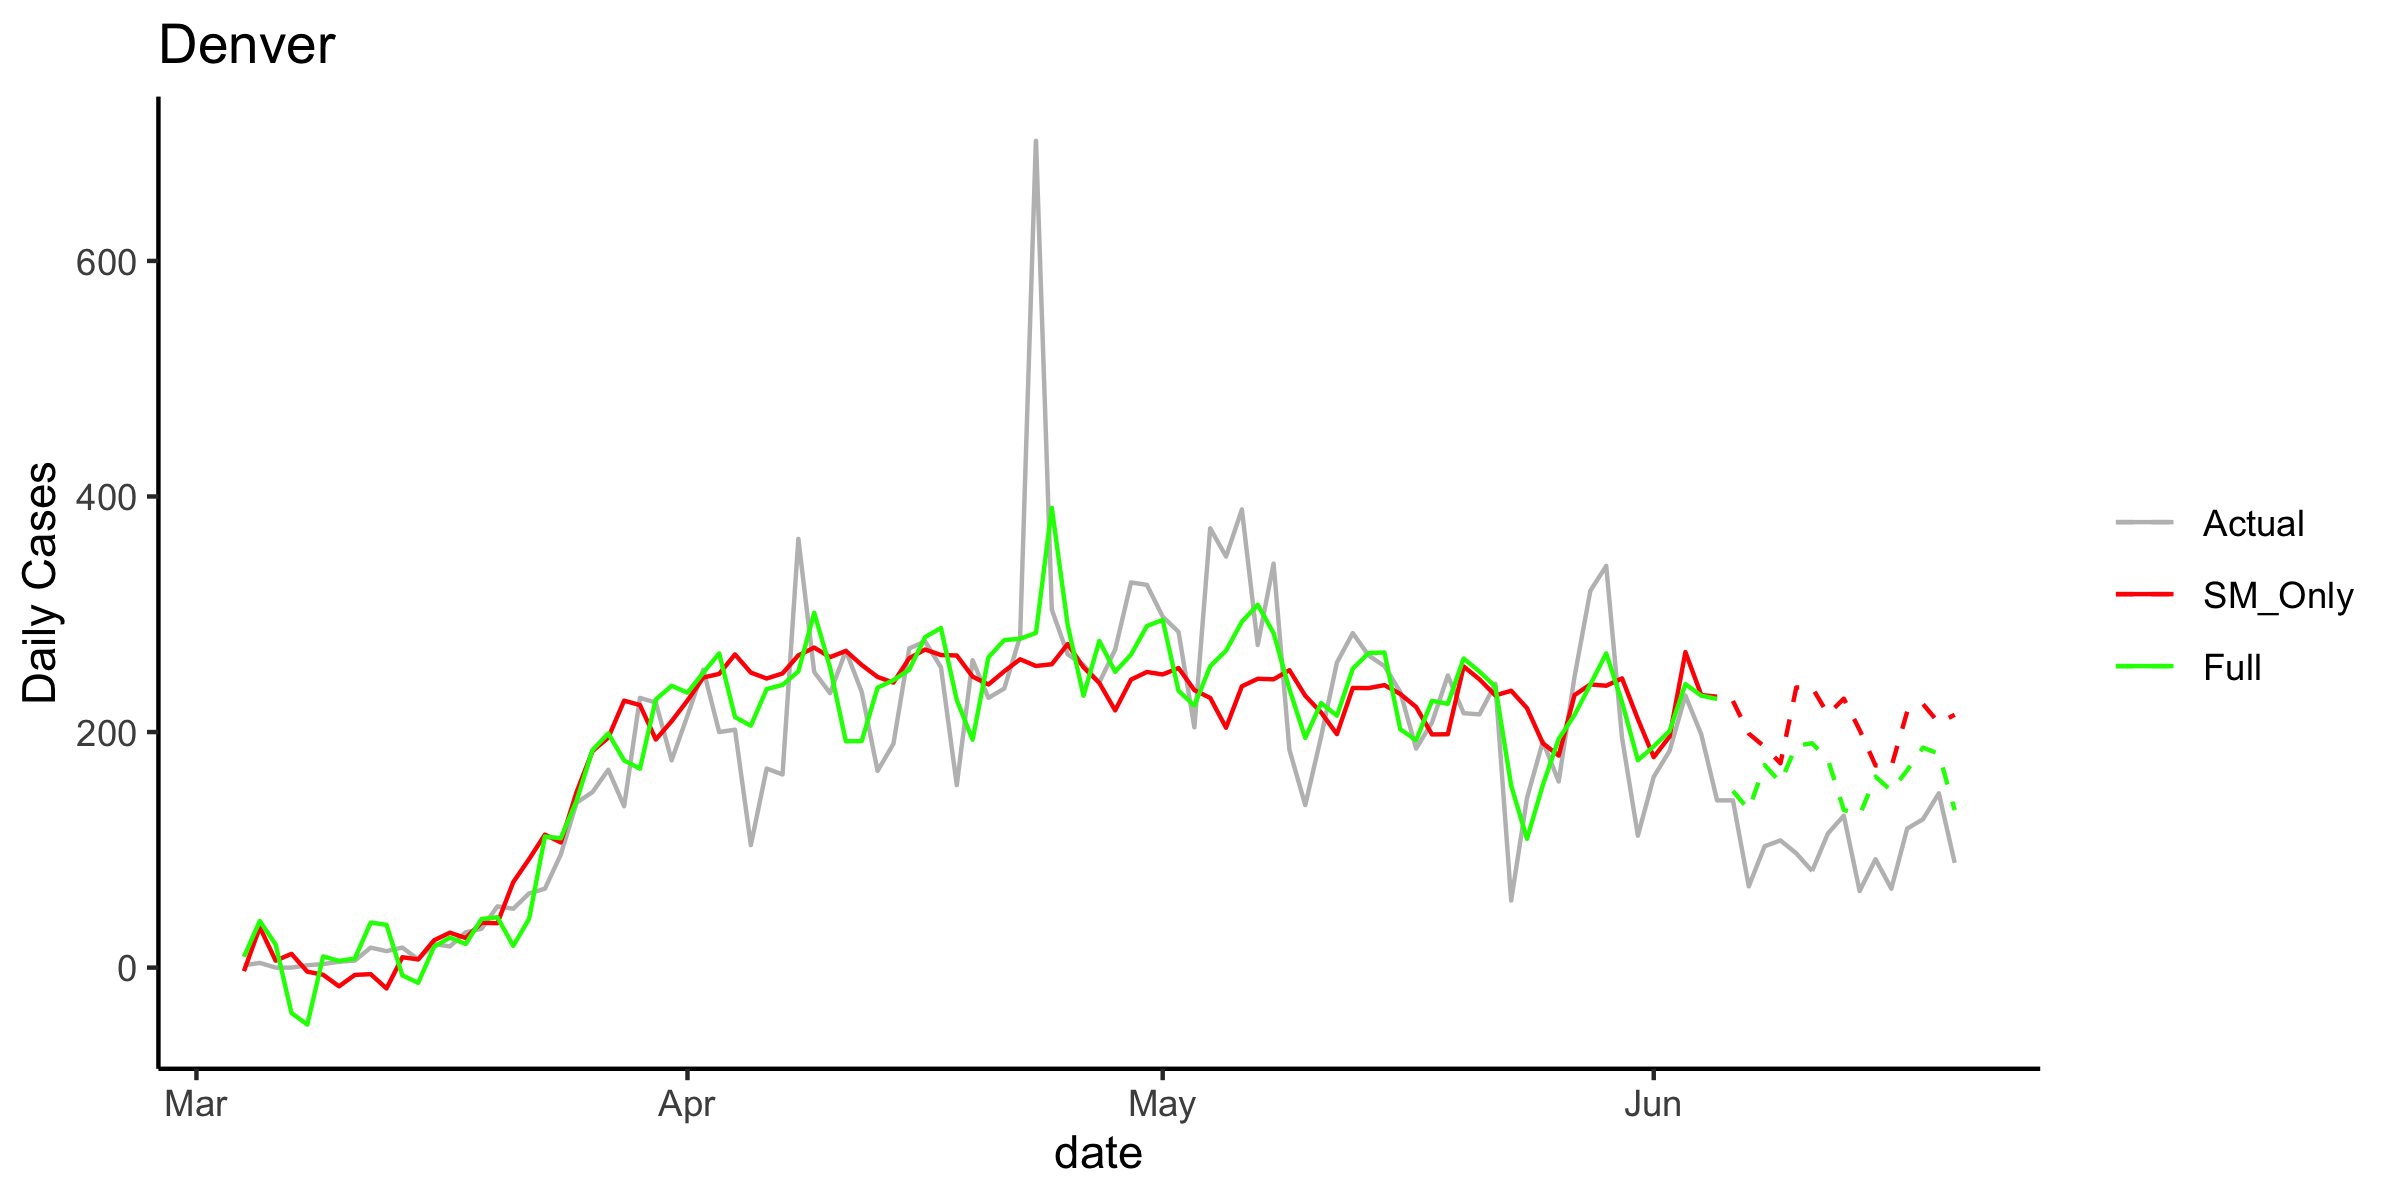 Denver
Daily Cases
600
400
200
0
Mar
Apr
May
Jun
date
Actual
SM_Only
Full